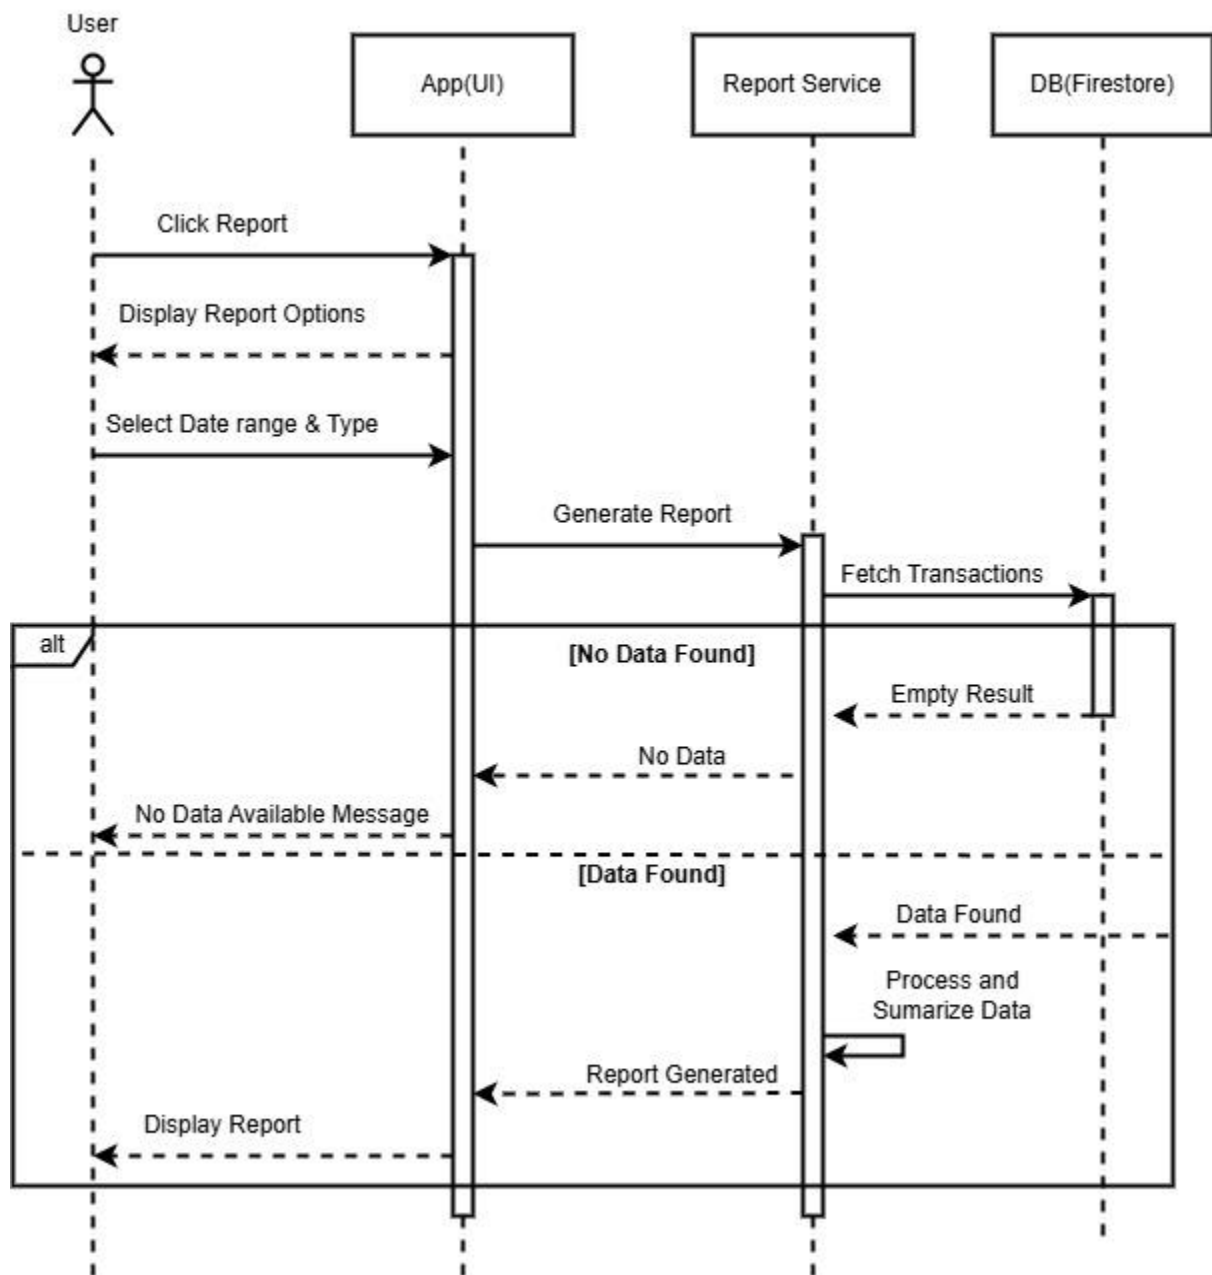 User
App(UI)
Report Service
DB(Firestore)
Click Report
Display Report Options
Select Date range & Type
Generate Report
Fetch Transactions
alt
[No Data Found]
Empty Result
No Data
No Data Available Message
[Data Found]
Data Found
Process and
Sumarize Data
Report Generated
Display Report